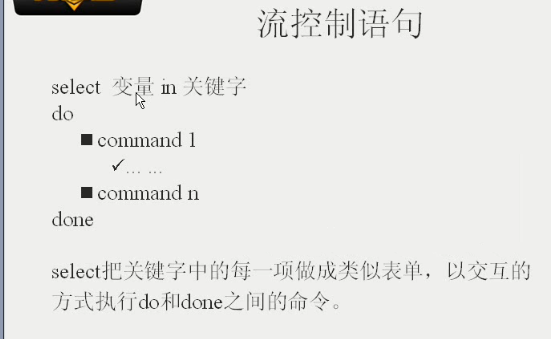 流控制语句
select 变量 in 关键字
do
■ command 1
✓... ...
■ command n
done
select把关键字中的每一项做成类似表单，以交互的
方式执行do和done之间的命令。